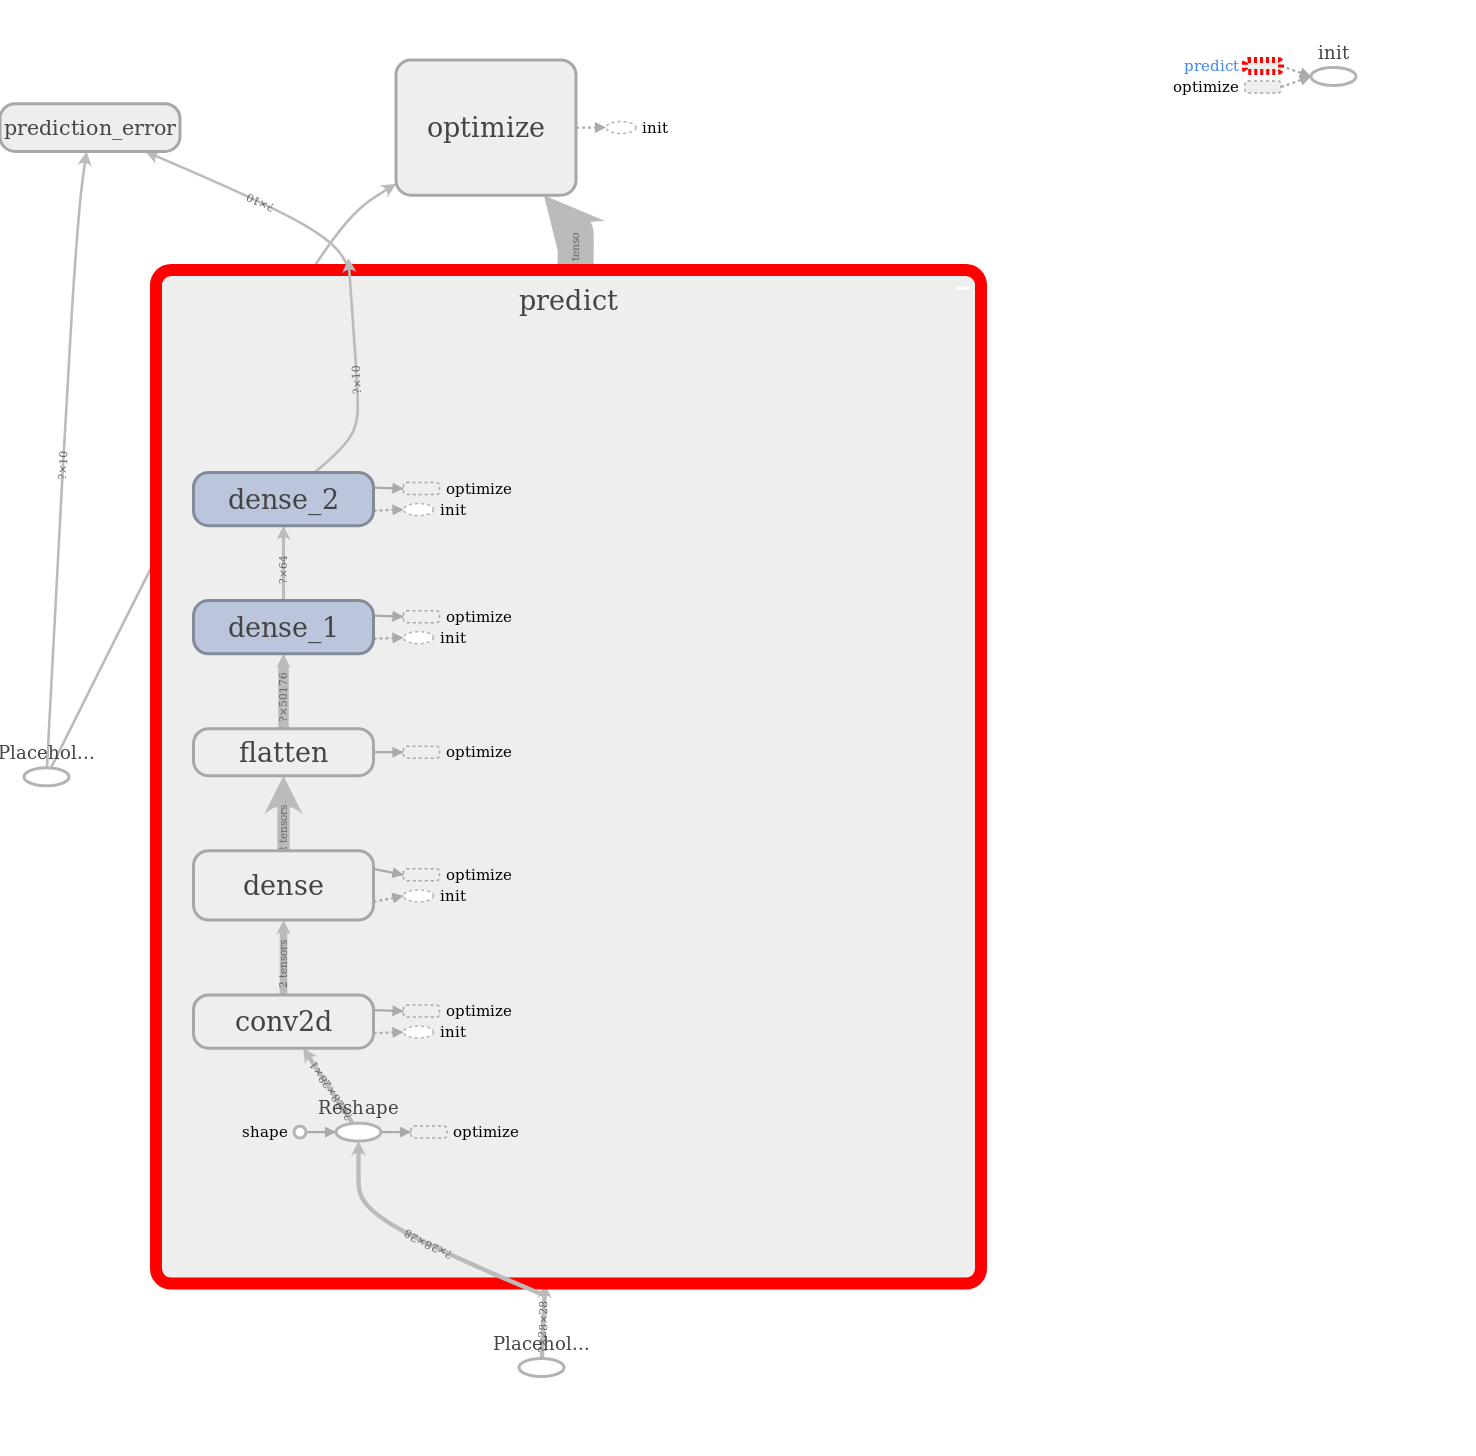 init
predict
optimize
prediction_error
optimize
init
?×10
tenso
predict
?×10
?×10
dense_2
optimize
init
?×64
dense_1
optimize
init
?×50176
Placehol...
flatten
optimize
2 tensors
dense
optimize
init
2 tensors
conv2d
optimize
init
?×28×28×1
Reshape
shape
optimize
?×28×28
?×28×28
Placehol...